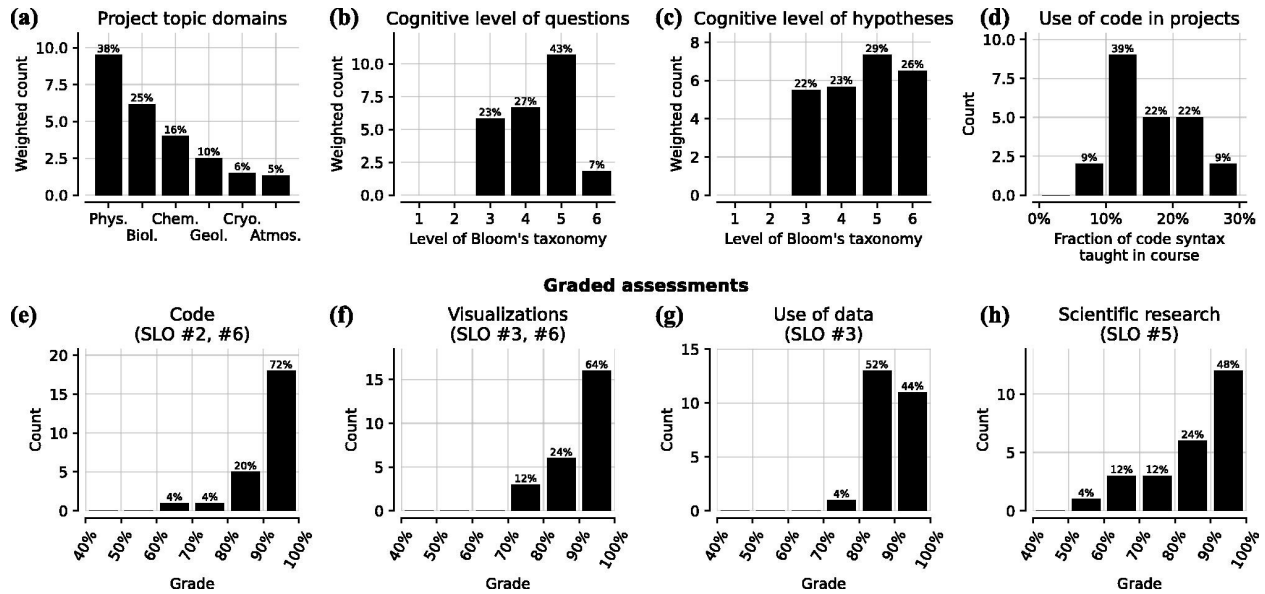 (a) Project topic domains
Weighted count
10.0
7.5
5.0
2.5
0.0
38%
25%
16%
10%
6%
5%
Phys. Chem. Cryo.
Biol. Geol. Atmos.
(b) Cognitive level of questions
Weighted count
10.0
7.5
5.0
2.5
0.0
23%
27%
43%
7%
1 2 3 4 5 6
Level of Bloom's taxonomy
(c) Cognitive level of hypotheses
Weighted count
8
6
4
2
0
22%
23%
29%
26%
1 2 3 4 5 6
Level of Bloom's taxonomy
(d) Use of code in projects
Count
10.0
7.5
5.0
2.5
0.0
9%
39%
22%
22%
9%
0% 10% 20% 30%
Fraction of code syntax
taught in course
Graded assessments
(e) Code
(SLO #2, #6)
Count
20
15
10
5
0
4%
4%
20%
72%
40% 50% 60% 70% 80% 90% 100%
Grade
(f) Visualizations
(SLO #3, #6)
Count
15
10
5
0
12%
24%
64%
40% 50% 60% 70% 80% 90% 100%
Grade
(g) Use of data
(SLO #3)
Count
15
10
5
0
4%
52%
44%
40% 50% 60% 70% 80% 90% 100%
Grade
(h) Scientific research
(SLO #5)
Count
10
5
0
4%
12%
12%
24%
48%
40% 50% 60% 70% 80% 90% 100%
Grade